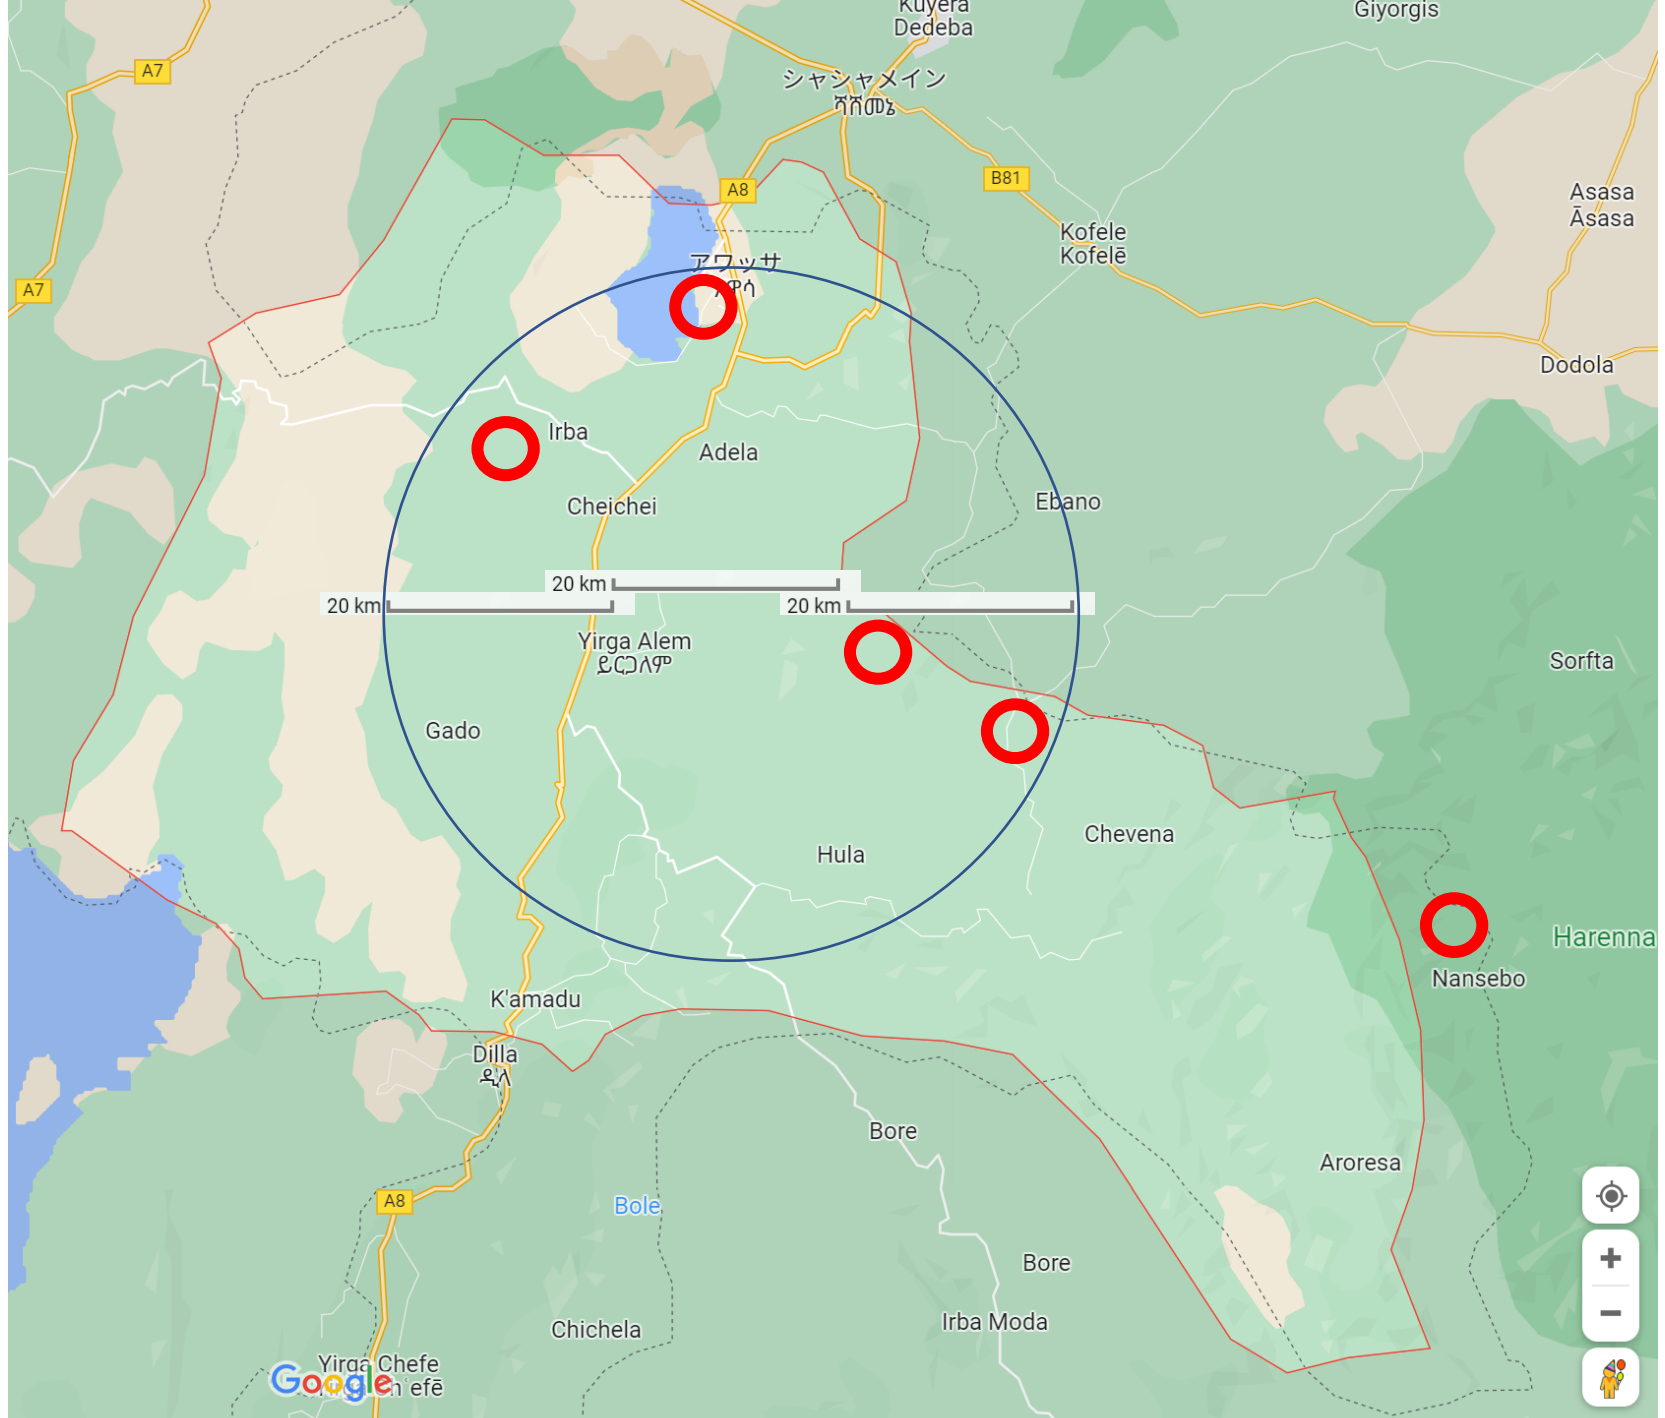 Kuyera
Dedeba
Giyorgis
A7
シャシャメイン
ሻሸመኔ
A8
B81
Asasa
Āsasa
Kofele
Kofelē
アワッサ
A7
Dodola
Irba
Adela
Cheichei
Ebano
20 km
20 km
20 km
Yirga Alem
ይርጋለም
Sorfta
Gado
Chevena
Hula
Harenna
Nansebo
K'amadu
Dilla
ዲላ
Bore
Aroresa
A8
Bole
Bore
Irba Moda
Chichela
Yirga Chefe
Google